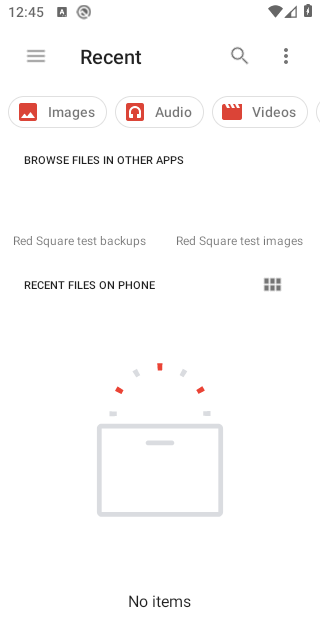 12:45
Recent
Images
Audio
Videos
BROWSE FILES IN OTHER APPS
Red Square test backups
Red Square test images
RECENT FILES ON PHONE
No items